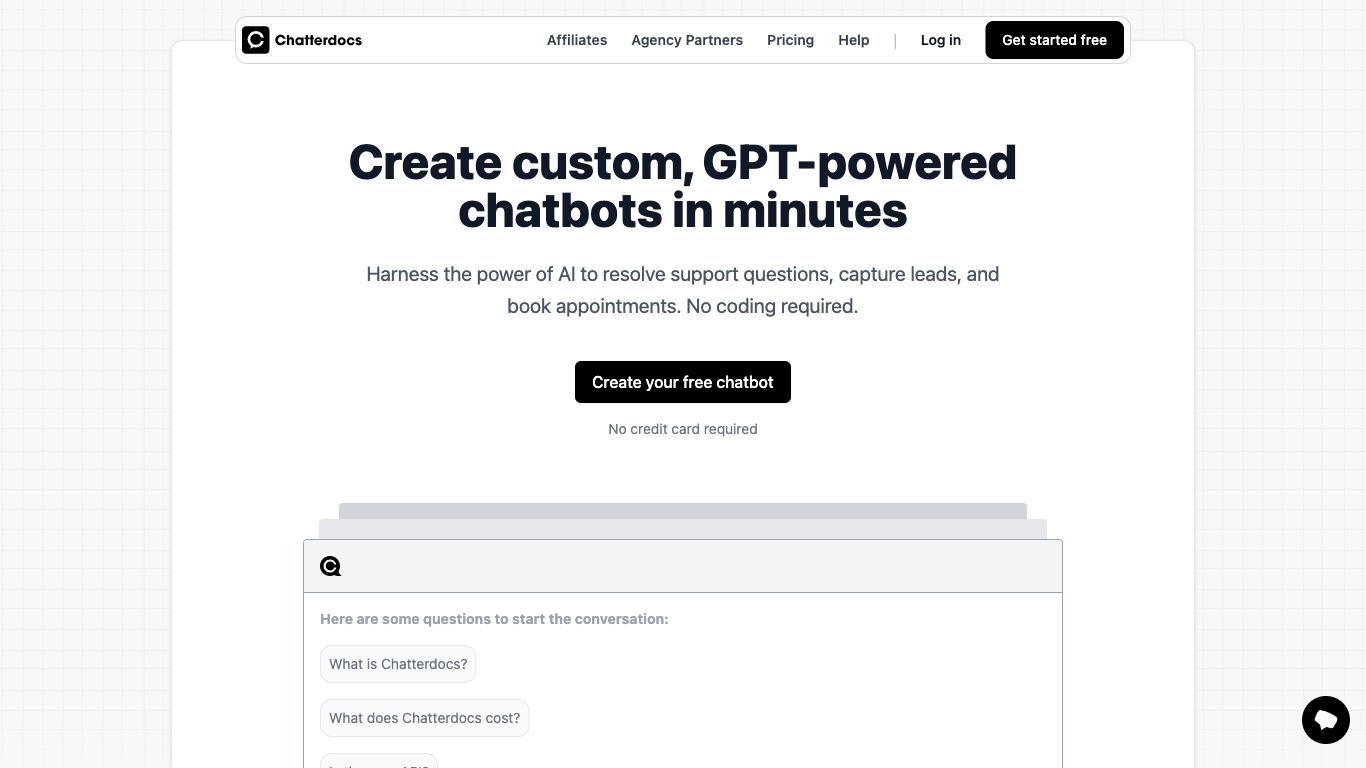 Chatterdocs
Affiliates
Agency Partners
Pricing
Help
|
Log in
Get started free
Create custom, GPT-powered
chatbots in minutes
Harness the power of AI to resolve support questions, capture leads, and
book appointments. No coding required.
Create your free chatbot
No credit card required
Here are some questions to start the conversation:
What is Chatterdocs?
What does Chatterdocs cost?